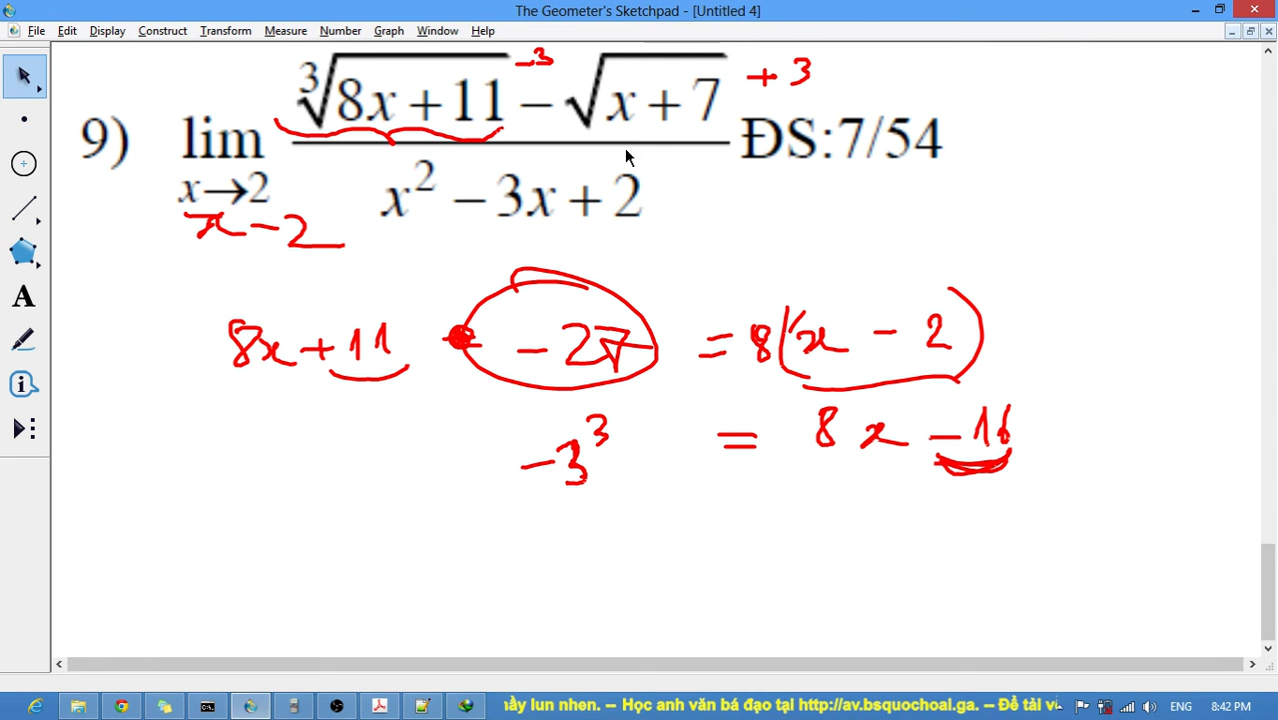 The Geometer's Sketchpad - [Untitled 4]
File Edit Display Construct Transform Measure Number Graph Window Help
9) lim x→2 (∛(8x + 11) − √(x + 7)) / (x² − 3x + 2) ĐS:7/54
−3 +3
x − 2
8x + 11 − 27 = 8(x − 2)
−3³ = 8x − 16
A
hầy lun nhen. -- Học anh văn bá đạo tại http://av.bsquochoai.ga. -- Để tải v
ENG 8:42 PM